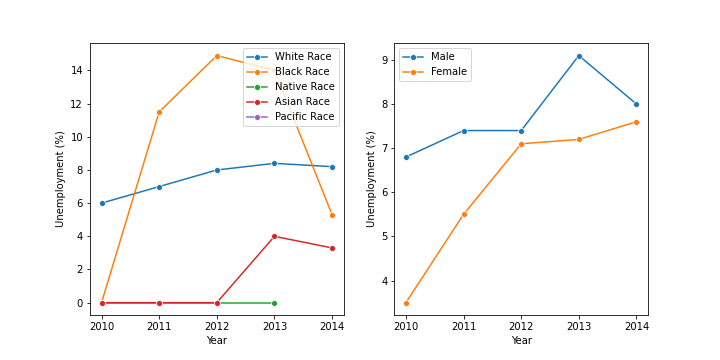 White Race
Black Race
Native Race
Asian Race
Pacific Race
Unemployment (%)
14
12
10
8
6
4
2
0
2010 2011 2012 2013 2014
Year
Male
Female
Unemployment (%)
9
8
7
6
5
4
2010 2011 2012 2013 2014
Year